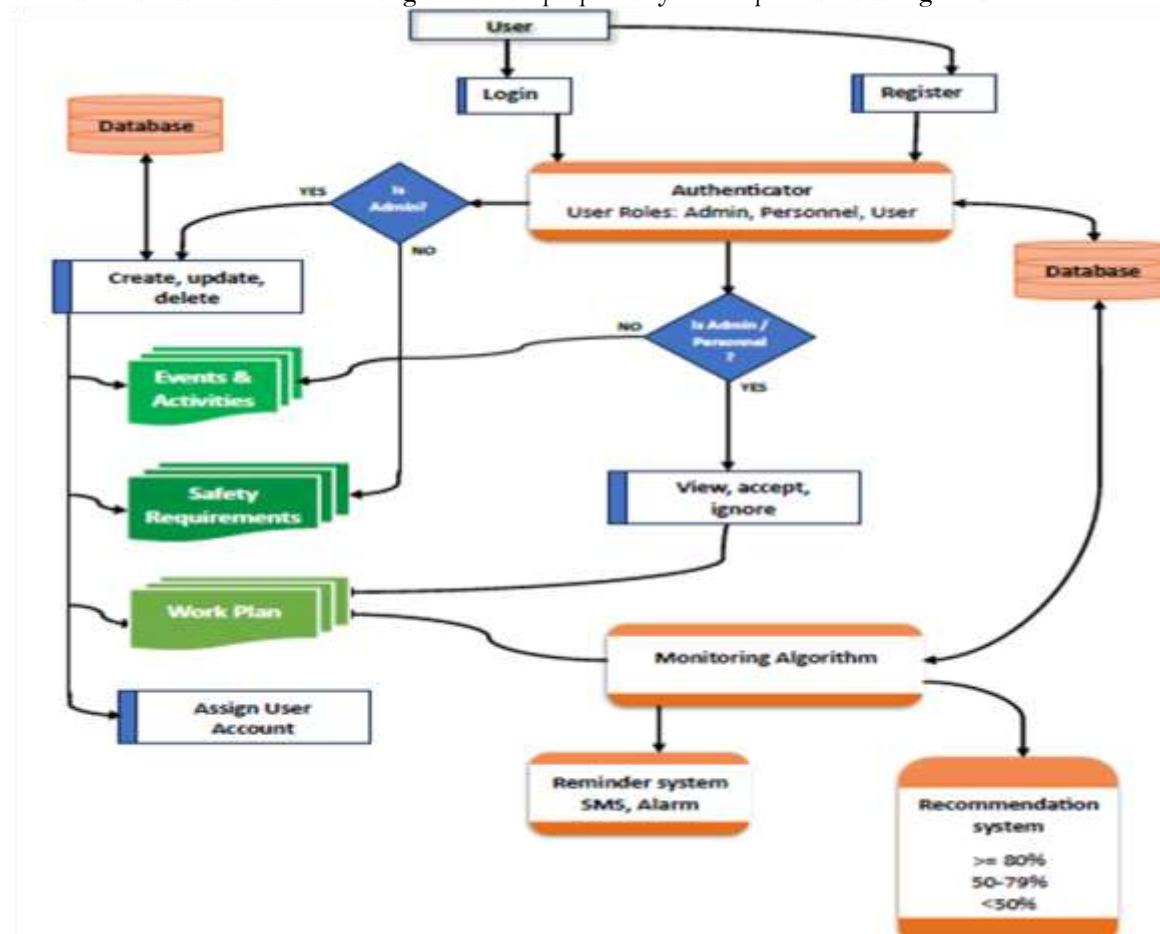 User
Login
Register
Database
Authenticator
User Roles: Admin, Personnel, User
Is
Admin?
YES
NO
Database
Create, update,
delete
Is Admin /
Personnel
?
NO
YES
Events &
Activities
View, accept,
ignore
Safety
Requirements
Work Plan
Monitoring Algorithm
Assign User
Account
Reminder system
SMS, Alarm
Recommendation
system
>= 80%
50-79%
<50%